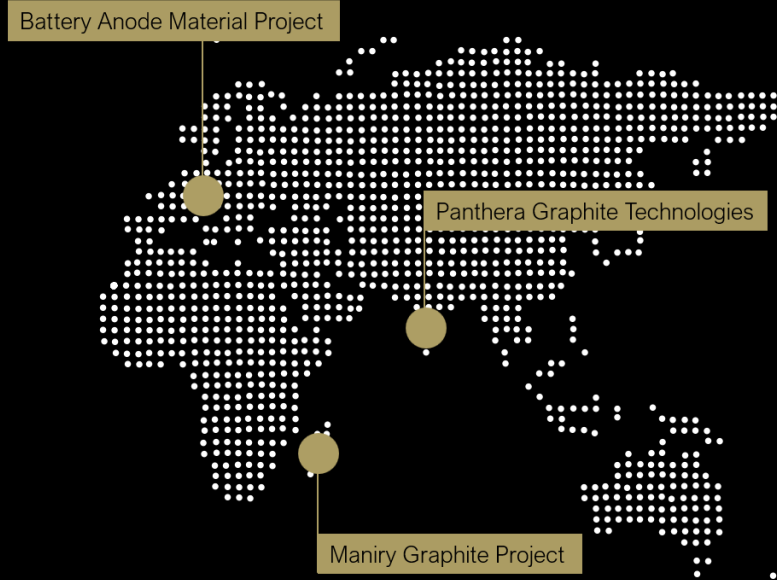 Battery Anode Material Project
Panthera Graphite Technologies
Maniry Graphite Project